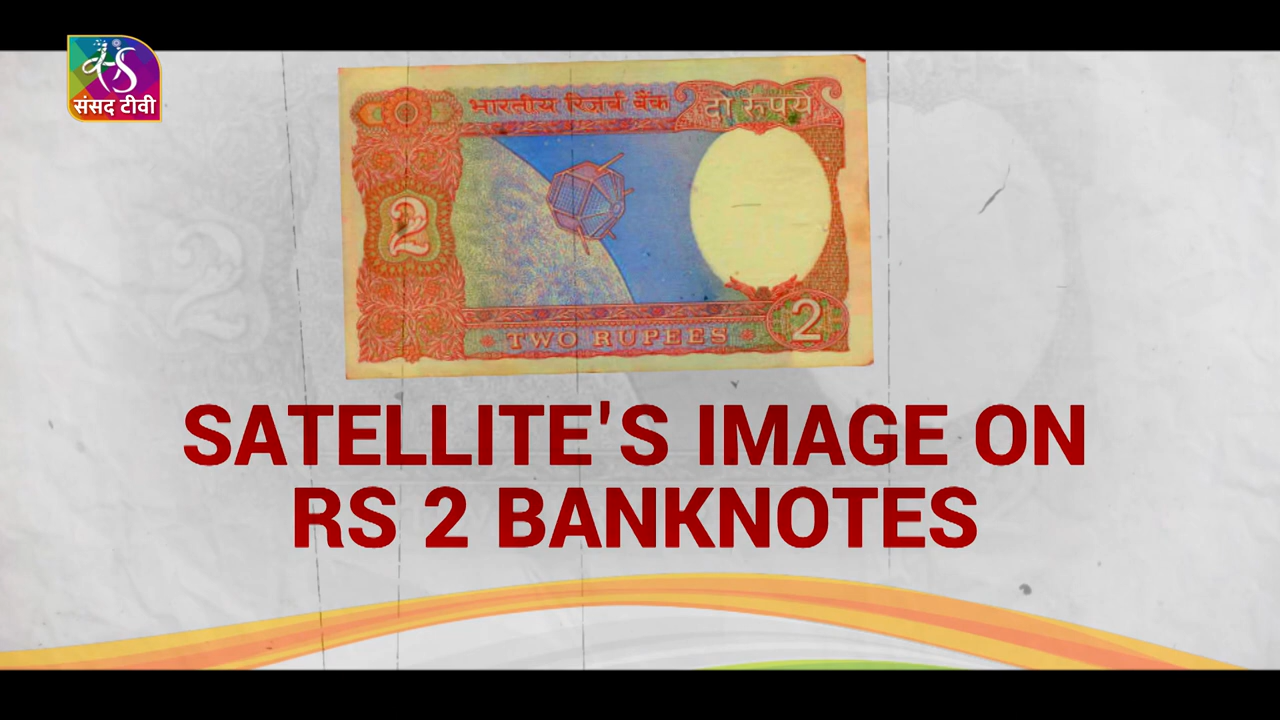 संसद टीवी
भारतीय रिज़र्व बैंक
दो रुपये
2
TWO RUPEES
2
SATELLITE'S IMAGE ON
RS 2 BANKNOTES